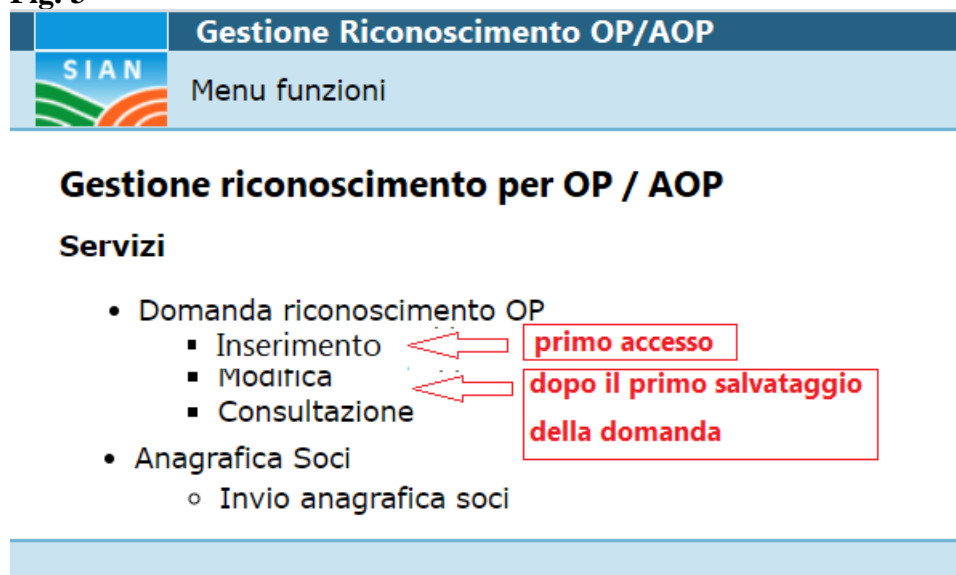 Gestione Riconoscimento OP/AOP
SIAN
Menu funzioni
Gestione riconoscimento per OP / AOP
Servizi
Domanda riconoscimento OP
Inserimento
primo accesso
Modifica
dopo il primo salvataggio
Consultazione
della domanda
Anagrafica Soci
Invio anagrafica soci